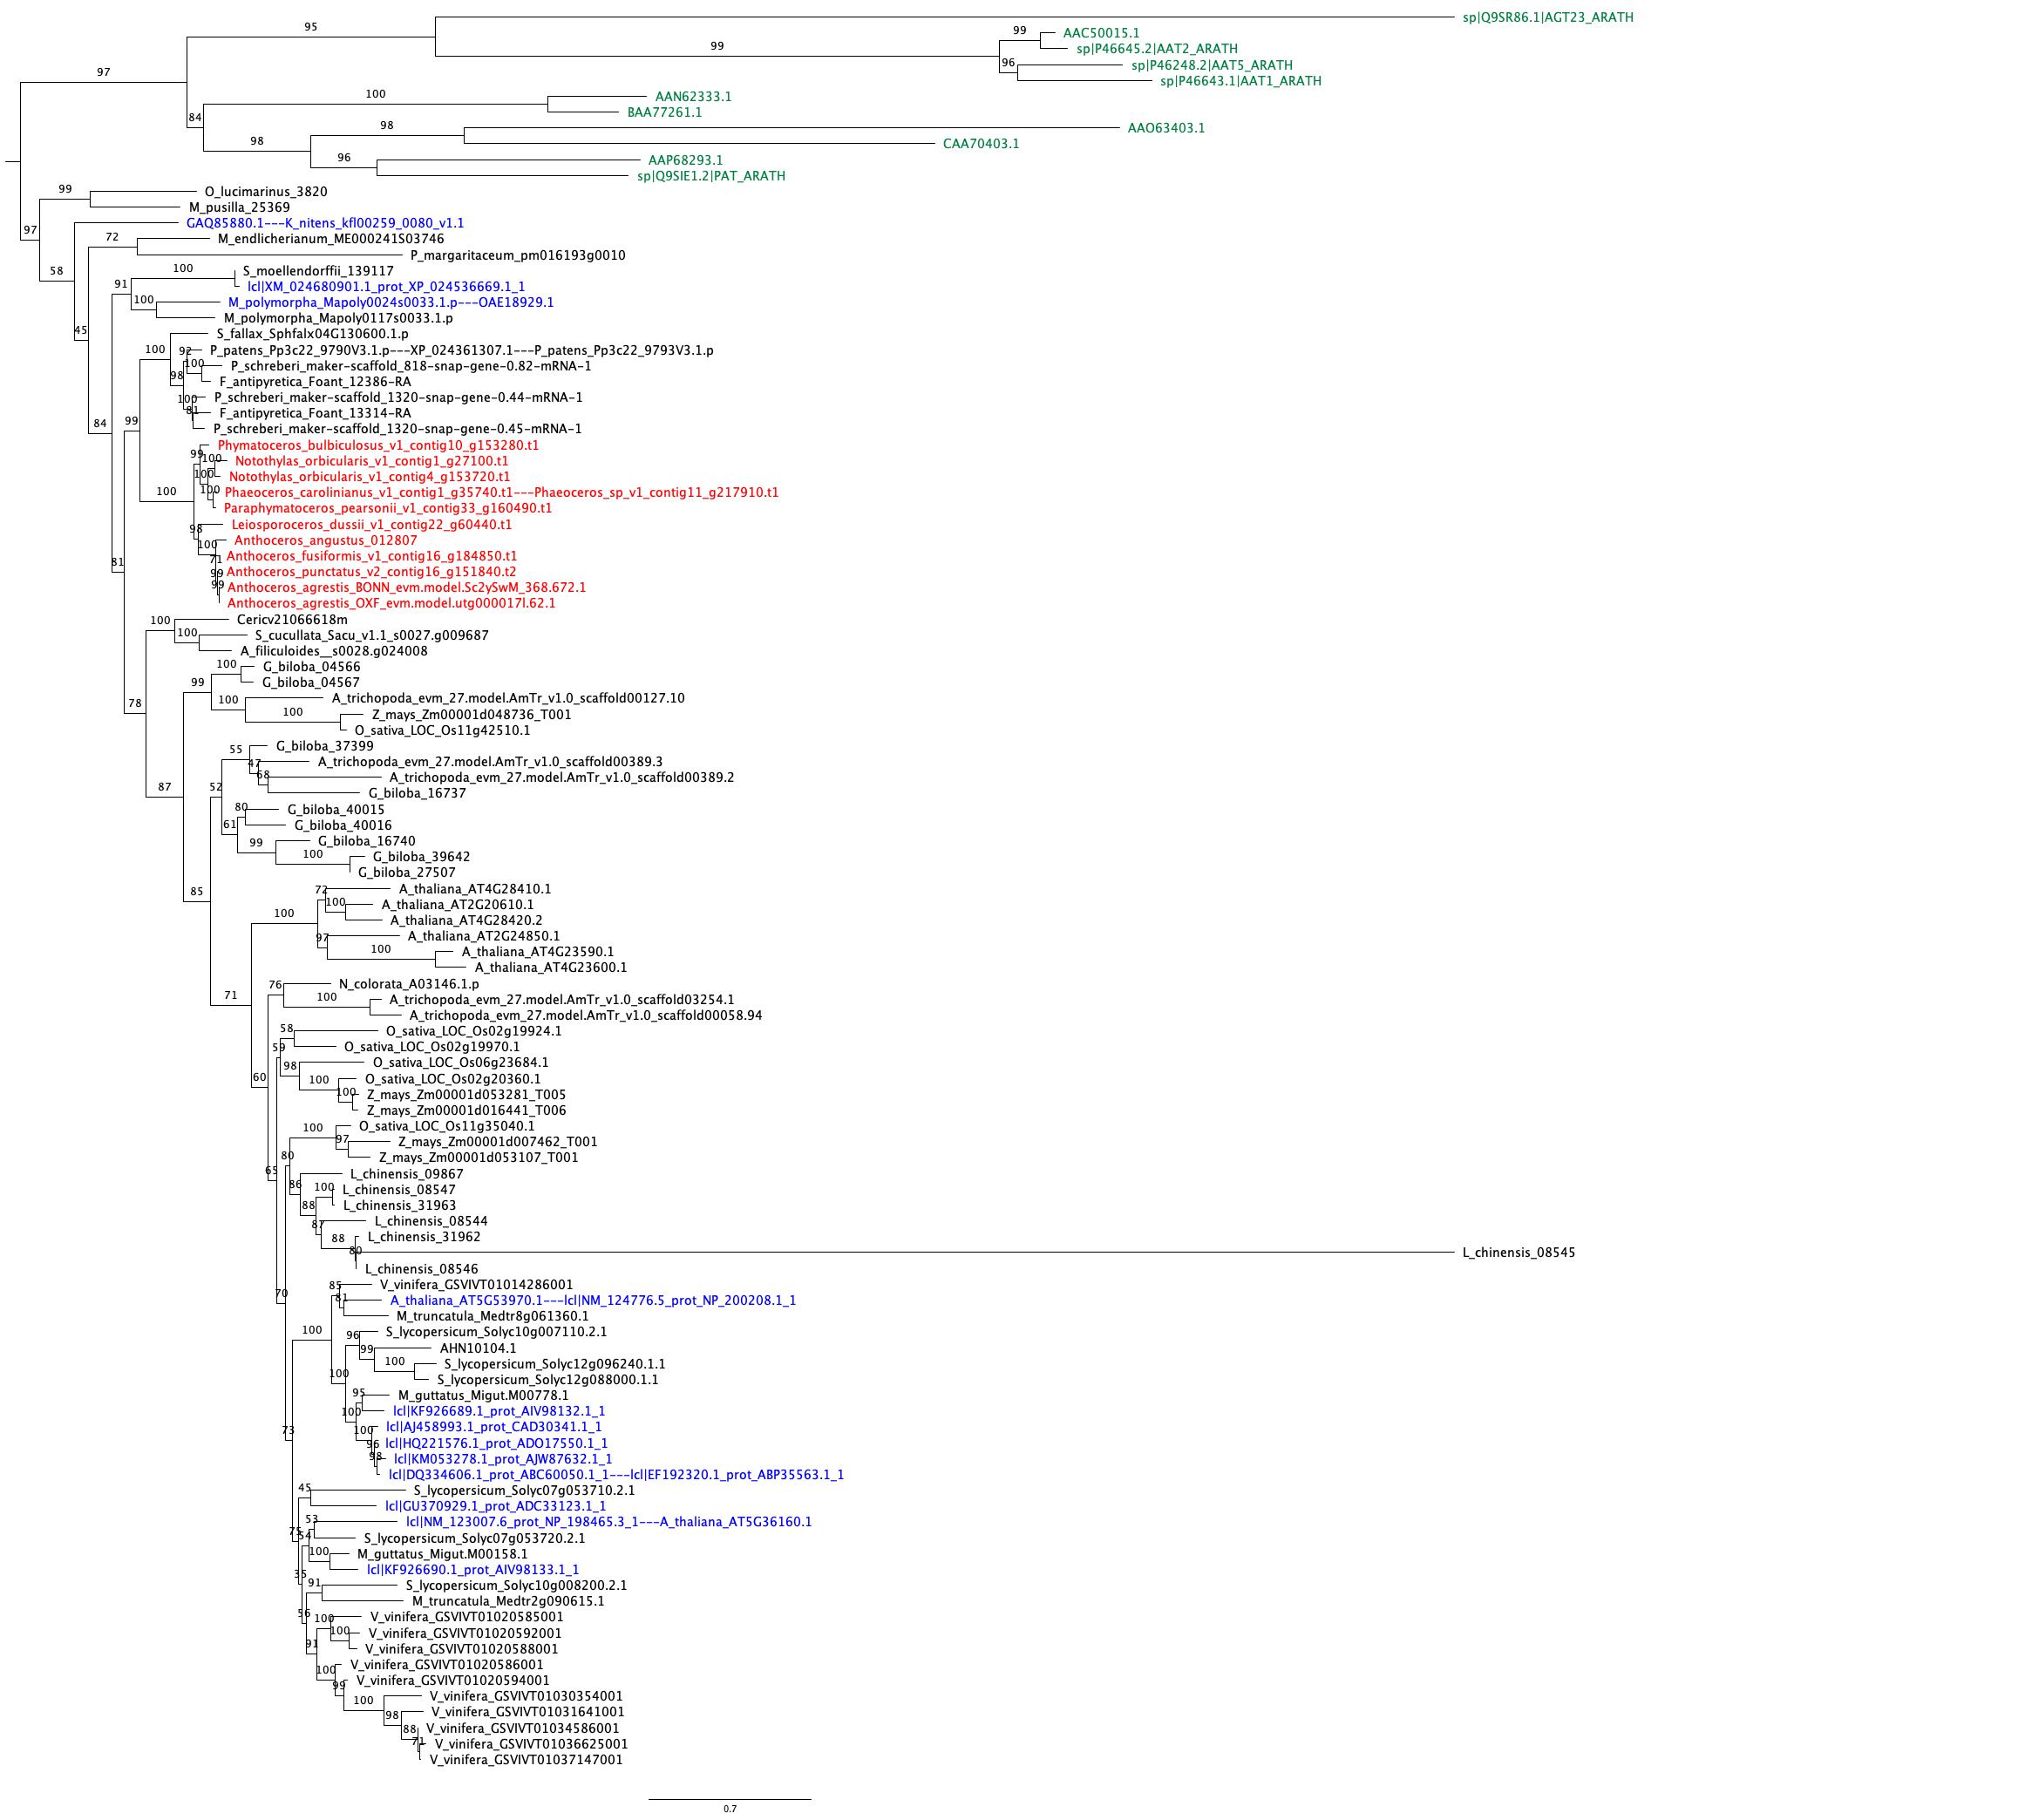 95
sp|Q9SR86.1|AGT23_ARATH
99
AAC50015.1
99
sp|P46645.2|AAT2_ARATH
96
sp|P46248.2|AAT5_ARATH
97
sp|P46643.1|AAT1_ARATH
100
AAN62333.1
84
BAA77261.1
98
AAO63403.1
98
CAA70403.1
96
AAP68293.1
sp|Q9SIE1.2|PAT_ARATH
99
O_lucimarinus_3820
M_pusilla_25369
97
GAQ85880.1---K_nitens_kfl00259_0080_v1.1
72
M_endlicherianum_ME000241S03746
P_margaritaceum_pm016193g0010
58
100
S_moellendorffii_139117
91
lcl|XM_024680901.1_prot_XP_024536669.1_1
100
M_polymorpha_Mapoly0024s0033.1.p---OAE18929.1
M_polymorpha_Mapoly0117s0033.1.p
45
S_fallax_Sphfalx04G130600.1.p
100
92
P_patens_Pp3c22_9790V3.1.p---XP_024361307.1---P_patens_Pp3c22_9793V3.1.p
100
P_schreberi_maker-scaffold_818-snap-gene-0.82-mRNA-1
98
F_antipyretica_Foant_12386-RA
100
P_schreberi_maker-scaffold_1320-snap-gene-0.44-mRNA-1
81
F_antipyretica_Foant_13314-RA
84
99
P_schreberi_maker-scaffold_1320-snap-gene-0.45-mRNA-1
Phymatoceros_bulbiculosus_v1_contig10_g153280.t1
99
100
Notothylas_orbicularis_v1_contig1_g27100.t1
100
Notothylas_orbicularis_v1_contig4_g153720.t1
100
100
Phaeoceros_carolinianus_v1_contig1_g35740.t1---Phaeoceros_sp_v1_contig11_g217910.t1
Paraphymatoceros_pearsonii_v1_contig33_g160490.t1
98
Leiosporoceros_dussii_v1_contig22_g60440.t1
100
Anthoceros_angustus_012807
81
71
Anthoceros_fusiformis_v1_contig16_g184850.t1
99
Anthoceros_punctatus_v2_contig16_g151840.t2
99
Anthoceros_agrestis_BONN_evm.model.Sc2ySwM_368.672.1
Anthoceros_agrestis_OXF_evm.model.utg000017l.62.1
100
Cericv21066618m
100
S_cucullata_Sacu_v1.1_s0027.g009687
A_filiculoides__s0028.g024008
100
G_biloba_04566
99
G_biloba_04567
78
100
A_trichopoda_evm_27.model.AmTr_v1.0_scaffold00127.10
100
Z_mays_Zm00001d048736_T001
O_sativa_LOC_Os11g42510.1
55
G_biloba_37399
47
A_trichopoda_evm_27.model.AmTr_v1.0_scaffold00389.3
68
A_trichopoda_evm_27.model.AmTr_v1.0_scaffold00389.2
87
52
G_biloba_16737
80
G_biloba_40015
61
G_biloba_40016
99
G_biloba_16740
100
G_biloba_39642
G_biloba_27507
85
72
A_thaliana_AT4G28410.1
100
A_thaliana_AT2G20610.1
100
A_thaliana_AT4G28420.2
97
A_thaliana_AT2G24850.1
100
A_thaliana_AT4G23590.1
A_thaliana_AT4G23600.1
71
76
N_colorata_A03146.1.p
100
A_trichopoda_evm_27.model.AmTr_v1.0_scaffold03254.1
A_trichopoda_evm_27.model.AmTr_v1.0_scaffold00058.94
58
O_sativa_LOC_Os02g19924.1
59
O_sativa_LOC_Os02g19970.1
98
O_sativa_LOC_Os06g23684.1
60
100
O_sativa_LOC_Os02g20360.1
100
Z_mays_Zm00001d053281_T005
Z_mays_Zm00001d016441_T006
100
O_sativa_LOC_Os11g35040.1
97
Z_mays_Zm00001d007462_T001
80
Z_mays_Zm00001d053107_T001
65
L_chinensis_09867
86
100
L_chinensis_08547
88
L_chinensis_31963
87
L_chinensis_08544
88
L_chinensis_31962
80
L_chinensis_08545
L_chinensis_08546
70
85
V_vinifera_GSVIVT01014286001
81
A_thaliana_AT5G53970.1---lcl|NM_124776.5_prot_NP_200208.1_1
M_truncatula_Medtr8g061360.1
100
96
S_lycopersicum_Solyc10g007110.2.1
99
AHN10104.1
100
S_lycopersicum_Solyc12g096240.1.1
100
S_lycopersicum_Solyc12g088000.1.1
95
M_guttatus_Migut.M00778.1
100
lcl|KF926689.1_prot_AIV98132.1_1
73
100
lcl|AJ458993.1_prot_CAD30341.1_1
96
lcl|HQ221576.1_prot_ADO17550.1_1
98
lcl|KM053278.1_prot_AJW87632.1_1
lcl|DQ334606.1_prot_ABC60050.1_1---lcl|EF192320.1_prot_ABP35563.1_1
45
S_lycopersicum_Solyc07g053710.2.1
lcl|GU370929.1_prot_ADC33123.1_1
53
lcl|NM_123007.6_prot_NP_198465.3_1---A_thaliana_AT5G36160.1
75
54
S_lycopersicum_Solyc07g053720.2.1
100
M_guttatus_Migut.M00158.1
35
lcl|KF926690.1_prot_AIV98133.1_1
91
S_lycopersicum_Solyc10g008200.2.1
M_truncatula_Medtr2g090615.1
56
100
V_vinifera_GSVIVT01020585001
100
V_vinifera_GSVIVT01020592001
91
V_vinifera_GSVIVT01020588001
100
V_vinifera_GSVIVT01020586001
99
V_vinifera_GSVIVT01020594001
100
V_vinifera_GSVIVT01030354001
98
V_vinifera_GSVIVT01031641001
88
V_vinifera_GSVIVT01034586001
71
V_vinifera_GSVIVT01036625001
V_vinifera_GSVIVT01037147001
0.7